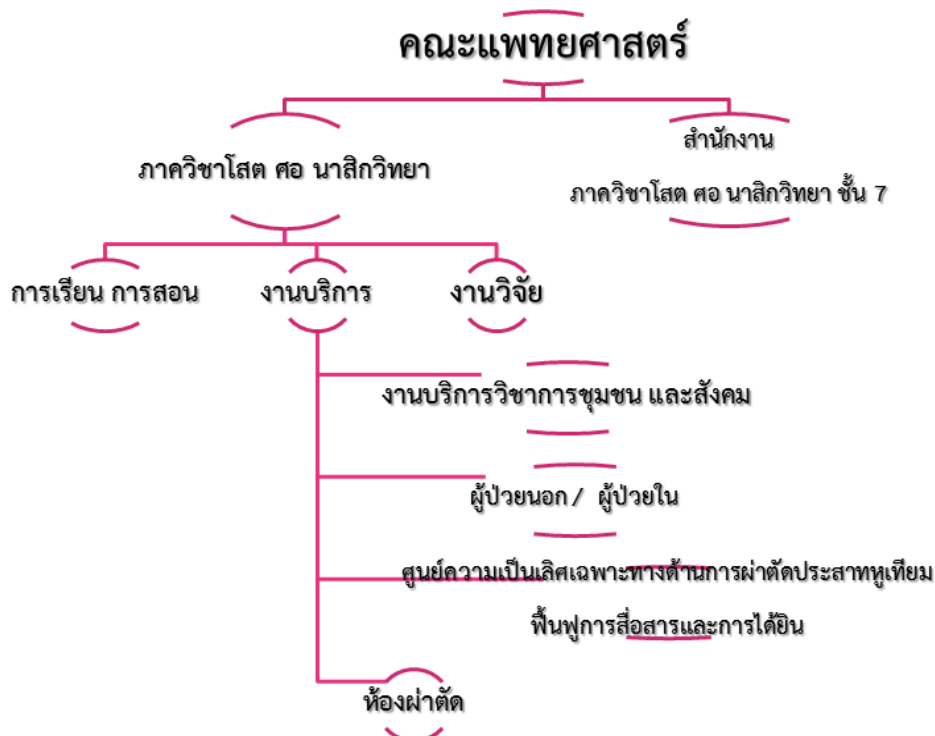 คณะแพทยศาสตร์
สำนักงาน
ภาควิชาโสต ศอ นาสิกวิทยา
ภาควิชาโสต ศอ นาสิกวิทยา ชั้น 7
การเรียน การสอน
งานบริการ
งานวิจัย
งานบริการวิชาการชุมชน และสังคม
ผู้ป่วยนอก / ผู้ป่วยใน
ศูนย์ความเป็นเลิศเฉพาะทางด้านการผ่าตัดประสาทหูเทียม
ฟื้นฟูการสื่อสารและการได้ยิน
ห้องผ่าตัด